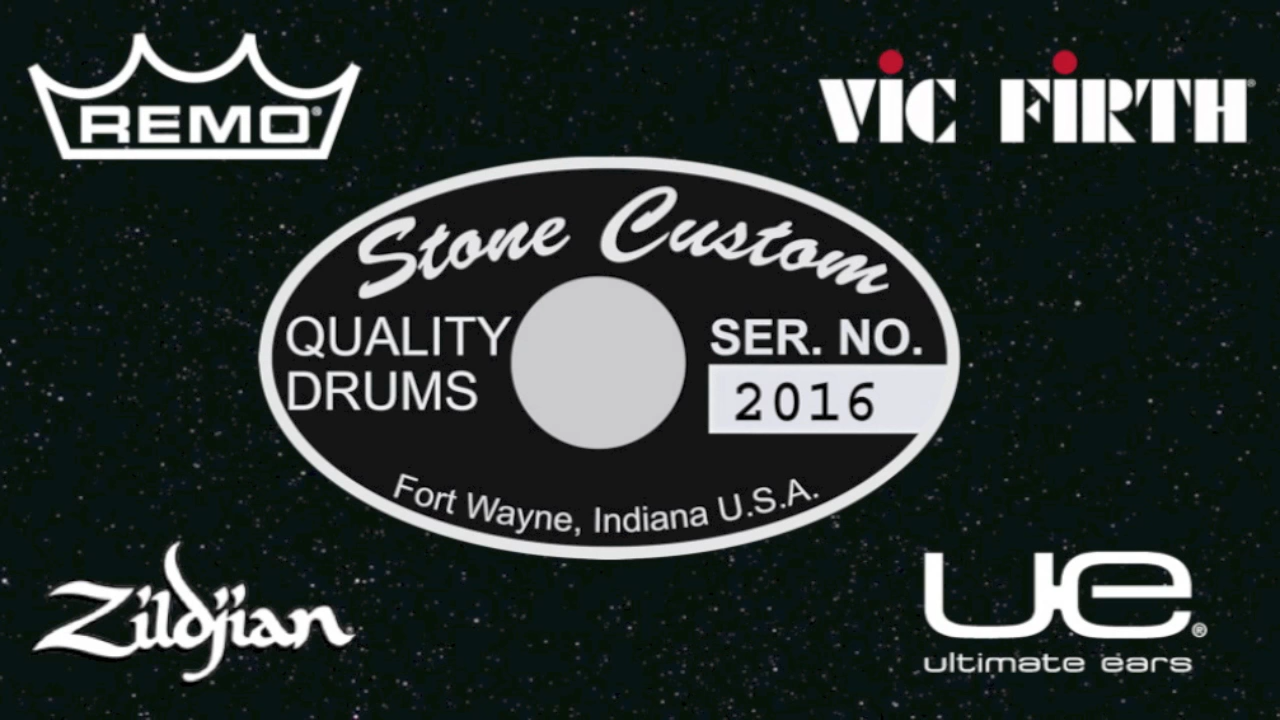 REMO®
VIC FIRTH®
Stone Custom
QUALITY
DRUMS
SER. NO.
2016
Fort Wayne, Indiana U.S.A.
Zildjian
ue®
ultimate ears